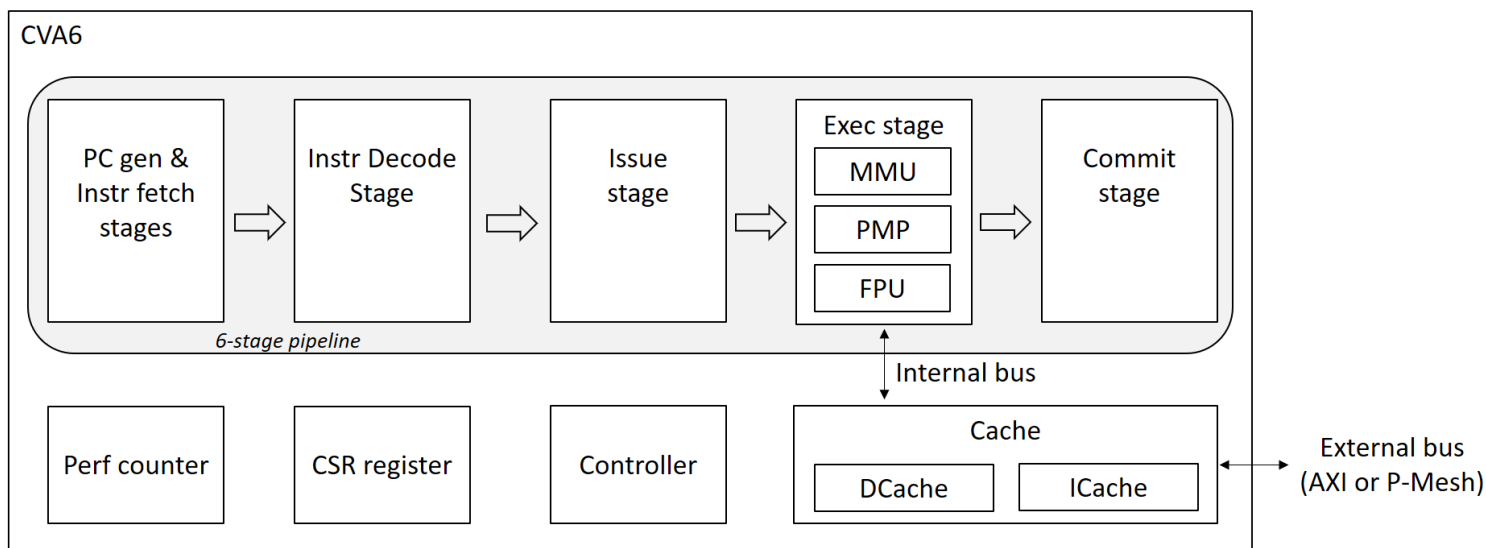 CVA6
PC gen &
Instr fetch
stages
Instr Decode
Stage
Issue
stage
Exec stage
MMU
PMP
FPU
Commit
stage
6-stage pipeline
Internal bus
Perf counter
CSR register
Controller
Cache
DCache
ICache
External bus
(AXI or P-Mesh)